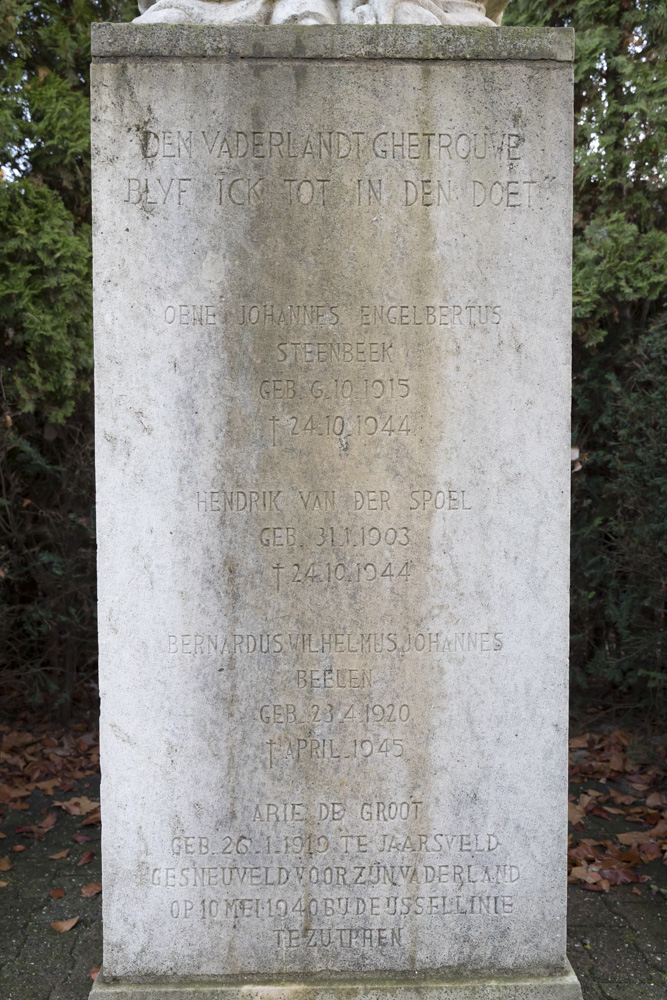 DEN VADERLANDT GHETROUWE
BLYF ICK TOT IN DEN DOET
OENE JOHANNES ENGELBERTUS
STEENBEEK
GEB. 6.10.1915
† 24.10.1944
HENDRIK VAN DER SPOEL
GEB. 31.1.1903
† 24.10.1944
BERNARDUS WILHELMUS JOHANNES
BEELEN
GEB. 23.4.1920
† APRIL 1945
ARIE DE GROOT
GEB. 26.1.1919 TE JAARSVELD
GESNEUVELD VOOR ZIJN VADERLAND
OP 10 MEI 1940 BIJ DE IJSSELLINIE
TE ZUTPHEN